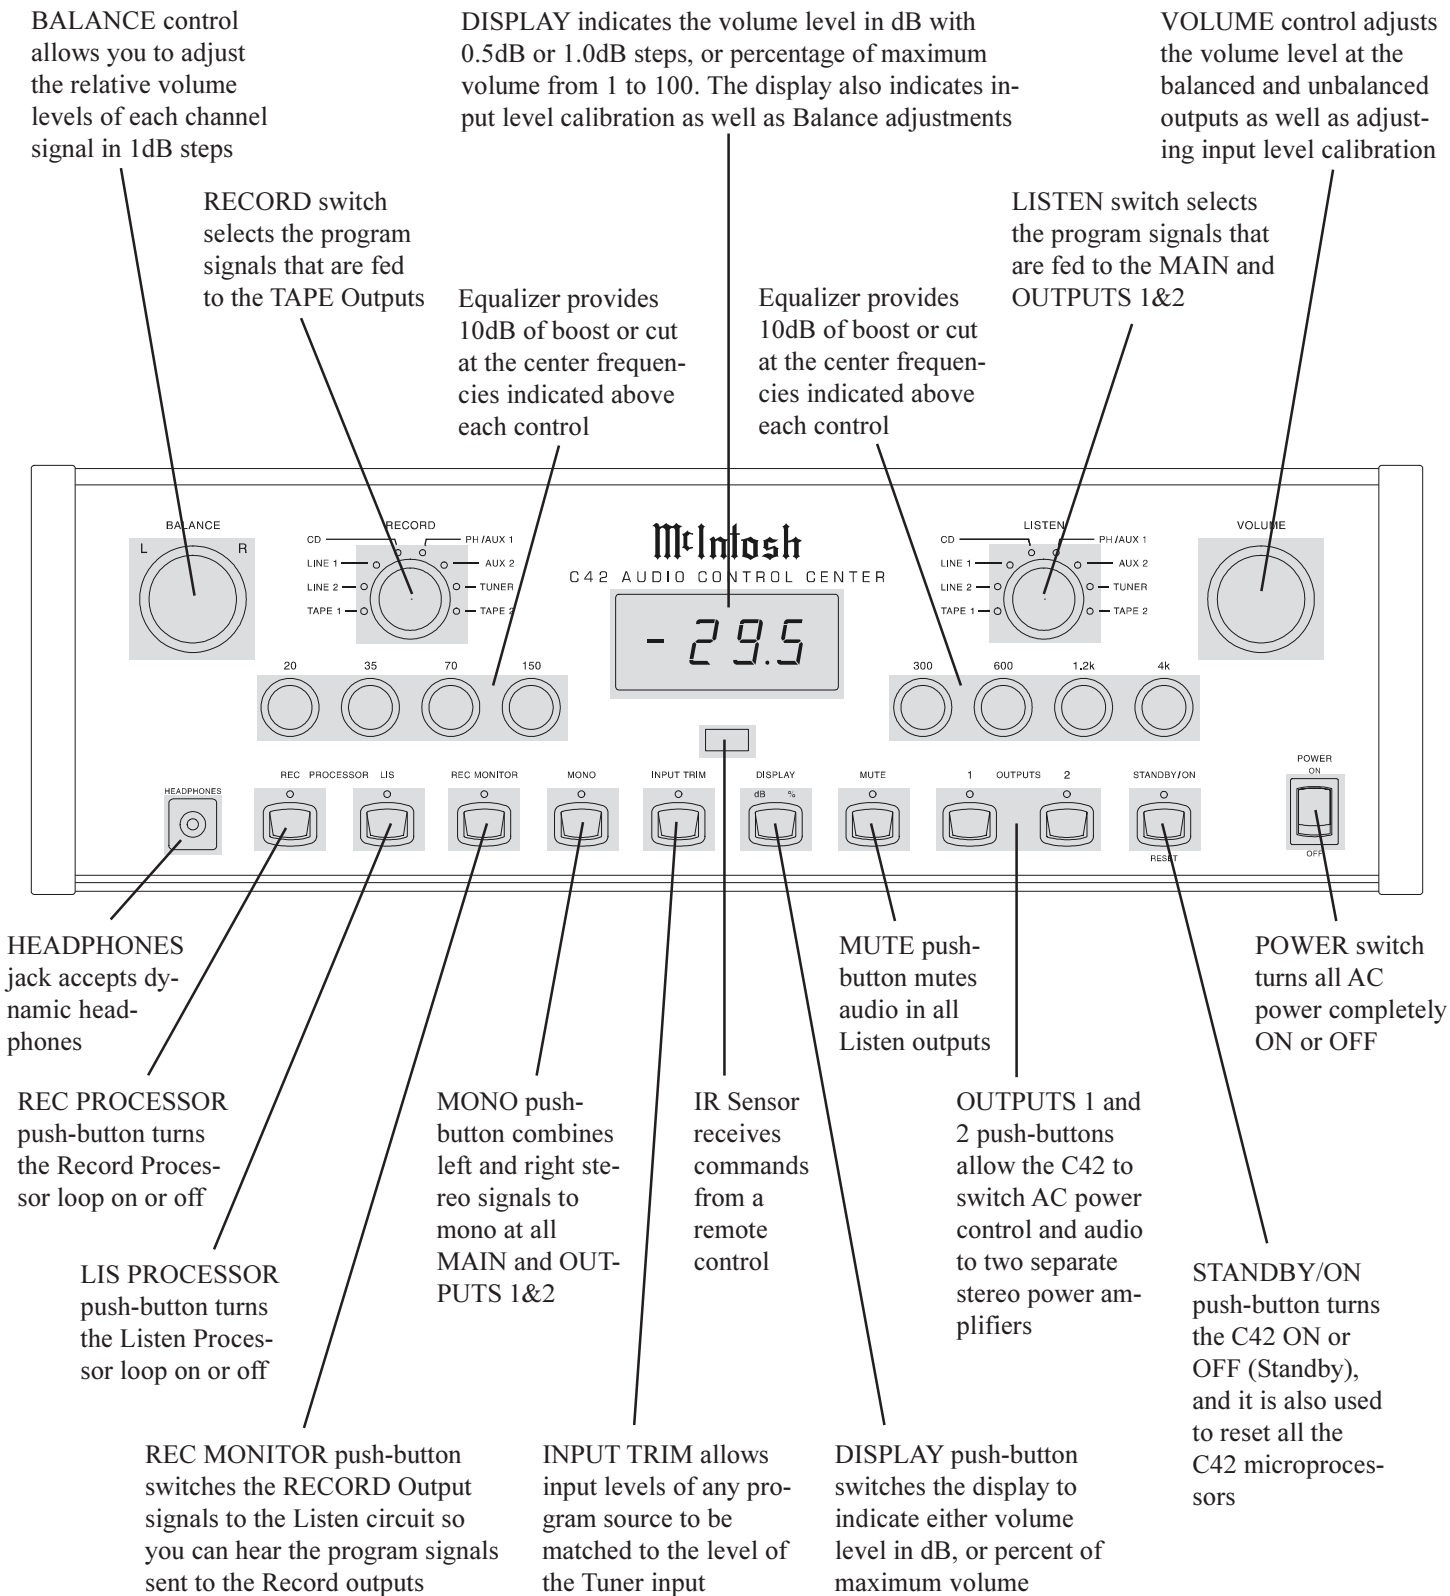 BALANCE control
allows you to adjust
the relative volume
levels of each channel
signal in 1dB steps
DISPLAY indicates the volume level in dB with
0.5dB or 1.0dB steps, or percentage of maximum
volume from 1 to 100. The display also indicates in-
put level calibration as well as Balance adjustments
VOLUME control adjusts
the volume level at the
balanced and unbalanced
outputs as well as adjust-
ing input level calibration
RECORD switch
selects the program
signals that are fed
to the TAPE Outputs
LISTEN switch selects
the program signals that
are fed to the MAIN and
OUTPUTS 1&2
Equalizer provides
10dB of boost or cut
at the center frequen-
cies indicated above
each control
Equalizer provides
10dB of boost or cut
at the center frequen-
cies indicated above
each control
BALANCE
L R
RECORD
CD PH/AUX 1
LINE 1 AUX 2
LINE 2 TUNER
TAPE 1 TAPE 2
McIntosh
C42 AUDIO CONTROL CENTER
-29.5
LISTEN
CD PH/AUX 1
LINE 1 AUX 2
LINE 2 TUNER
TAPE 1 TAPE 2
VOLUME
20 35 70 150
300 600 1.2k 4k
HEADPHONES
REC PROCESSOR LIS
REC MONITOR
MONO
INPUT TRIM
DISPLAY
dB %
MUTE
1 OUTPUTS 2
STANDBY/ON
RESET
POWER
ON
OFF
HEADPHONES
jack accepts dy-
namic head-
phones
MUTE push-
button mutes
audio in all
Listen outputs
POWER switch
turns all AC
power completely
ON or OFF
REC PROCESSOR
push-button turns
the Record Proces-
sor loop on or off
MONO push-
button combines
left and right ste-
reo signals to
mono at all
MAIN and OUT-
PUTS 1&2
IR Sensor
receives
commands
from a
remote
control
OUTPUTS 1 and
2 push-buttons
allow the C42 to
switch AC power
control and audio
to two separate
stereo power am-
plifiers
LIS PROCESSOR
push-button turns
the Listen Proces-
sor loop on or off
STANDBY/ON
push-button turns
the C42 ON or
OFF (Standby),
and it is also used
to reset all the
C42 microproces-
sors
REC MONITOR push-button
switches the RECORD Output
signals to the Listen circuit so
you can hear the program signals
sent to the Record outputs
INPUT TRIM allows
input levels of any pro-
gram source to be
matched to the level of
the Tuner input
DISPLAY push-button
switches the display to
indicate either volume
level in dB, or percent of
maximum volume